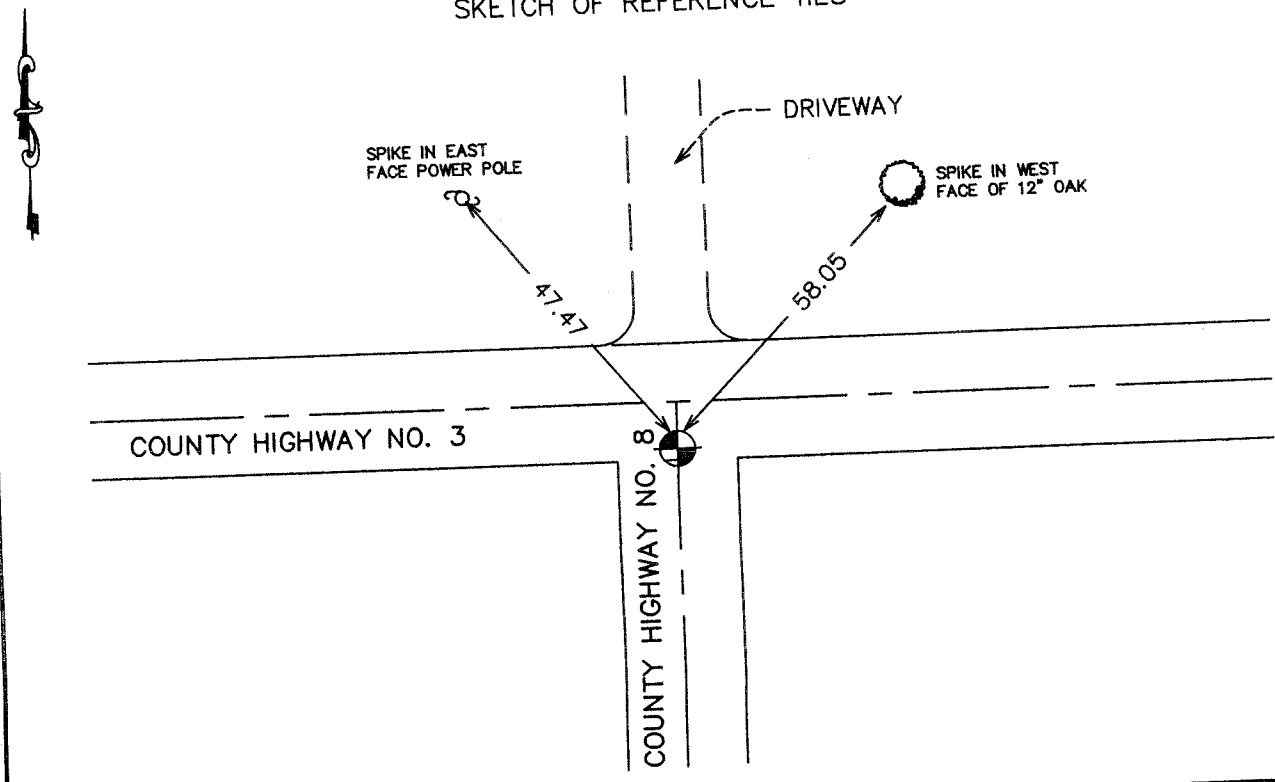 SKETCH OF REFERENCE TIES
DRIVEWAY
SPIKE IN EAST
FACE POWER POLE
SPIKE IN WEST
FACE OF 12" OAK
47.47
58.05
COUNTY HIGHWAY NO. 3
COUNTY HIGHWAY NO. 8